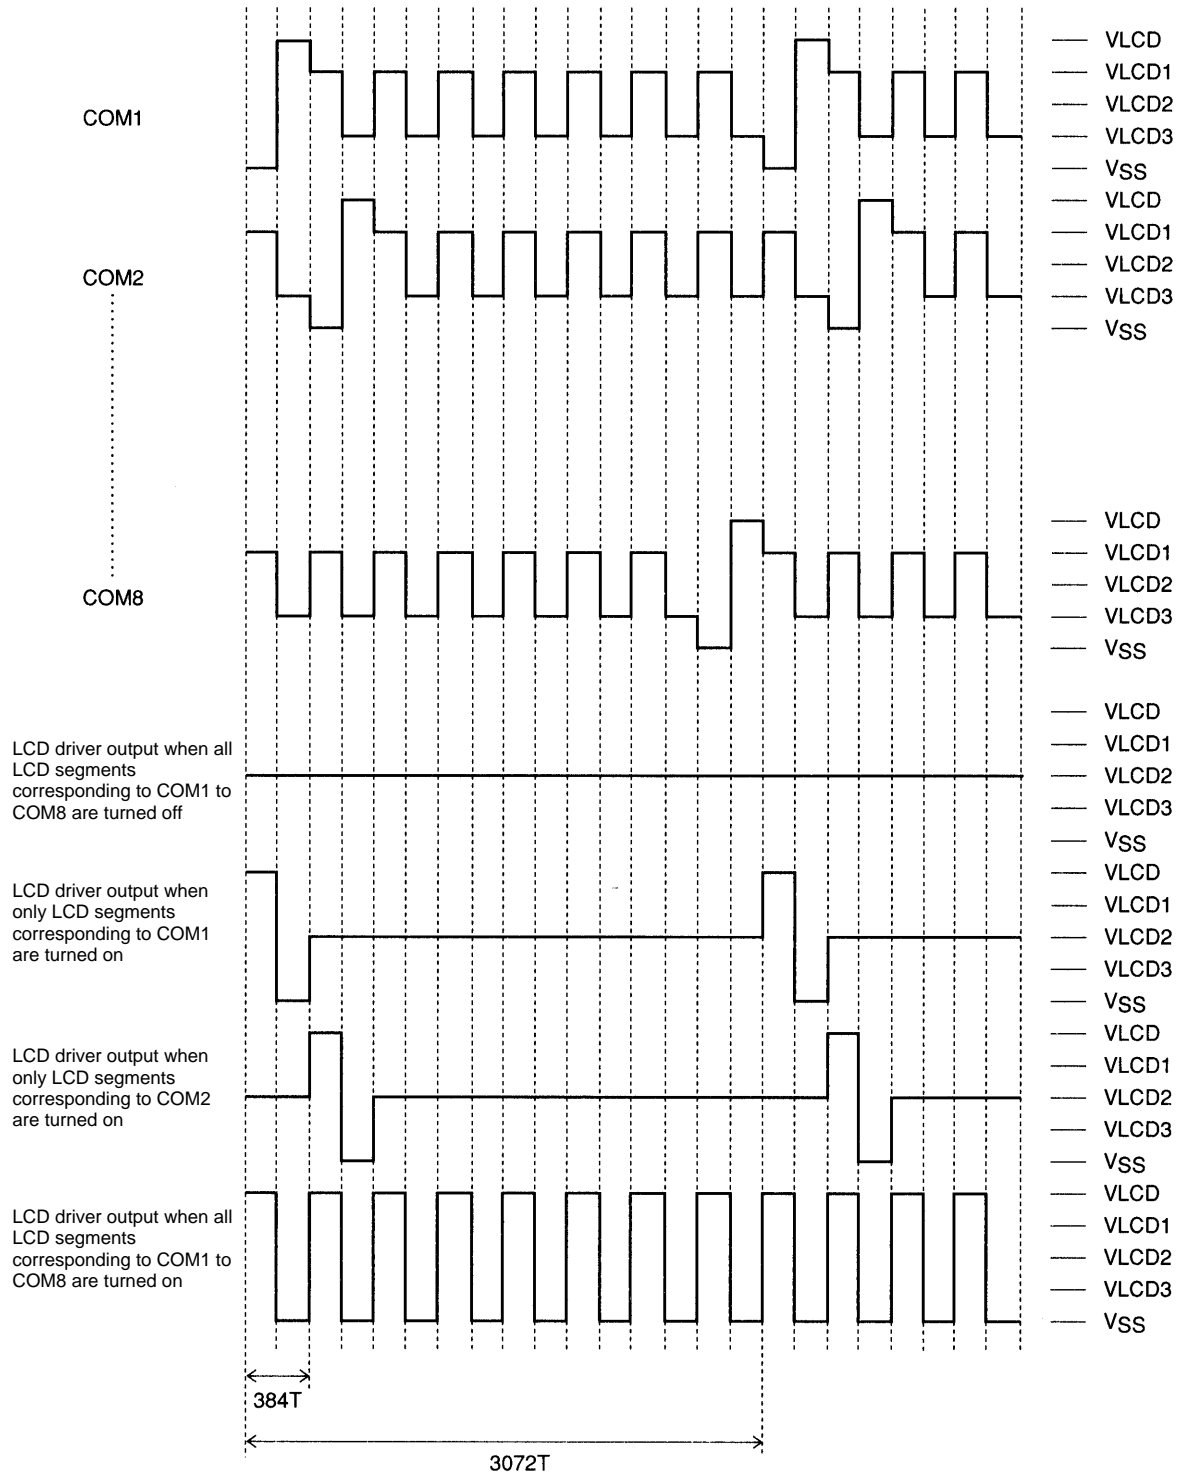 COM1
VLCD
VLCD1
VLCD2
VLCD3
VSS
COM2
VLCD
VLCD1
VLCD2
VLCD3
VSS
COM8
VLCD
VLCD1
VLCD2
VLCD3
VSS
LCD driver output when all
LCD segments
corresponding to COM1 to
COM8 are turned off
VLCD
VLCD1
VLCD2
VLCD3
VSS
LCD driver output when
only LCD segments
corresponding to COM1
are turned on
VLCD
VLCD1
VLCD2
VLCD3
VSS
LCD driver output when
only LCD segments
corresponding to COM2
are turned on
VLCD
VLCD1
VLCD2
VLCD3
VSS
LCD driver output when all
LCD segments
corresponding to COM1 to
COM8 are turned on
VLCD
VLCD1
VLCD2
VLCD3
VSS
384T
3072T